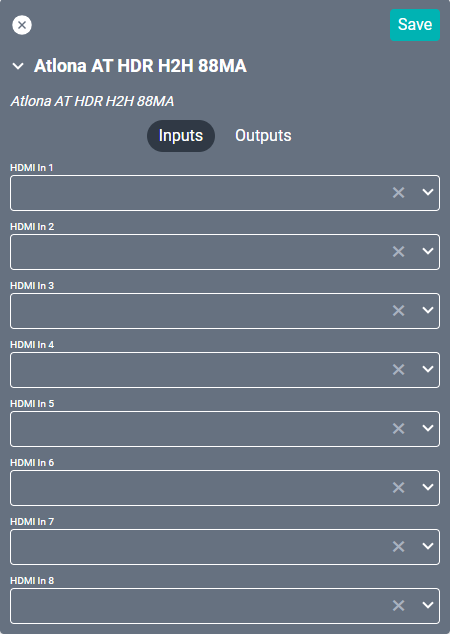 Save
Atlona AT HDR H2H 88MA
Atlona AT HDR H2H 88MA
Inputs Outputs
HDMI In 1
HDMI In 2
HDMI In 3
HDMI In 4
HDMI In 5
HDMI In 6
HDMI In 7
HDMI In 8